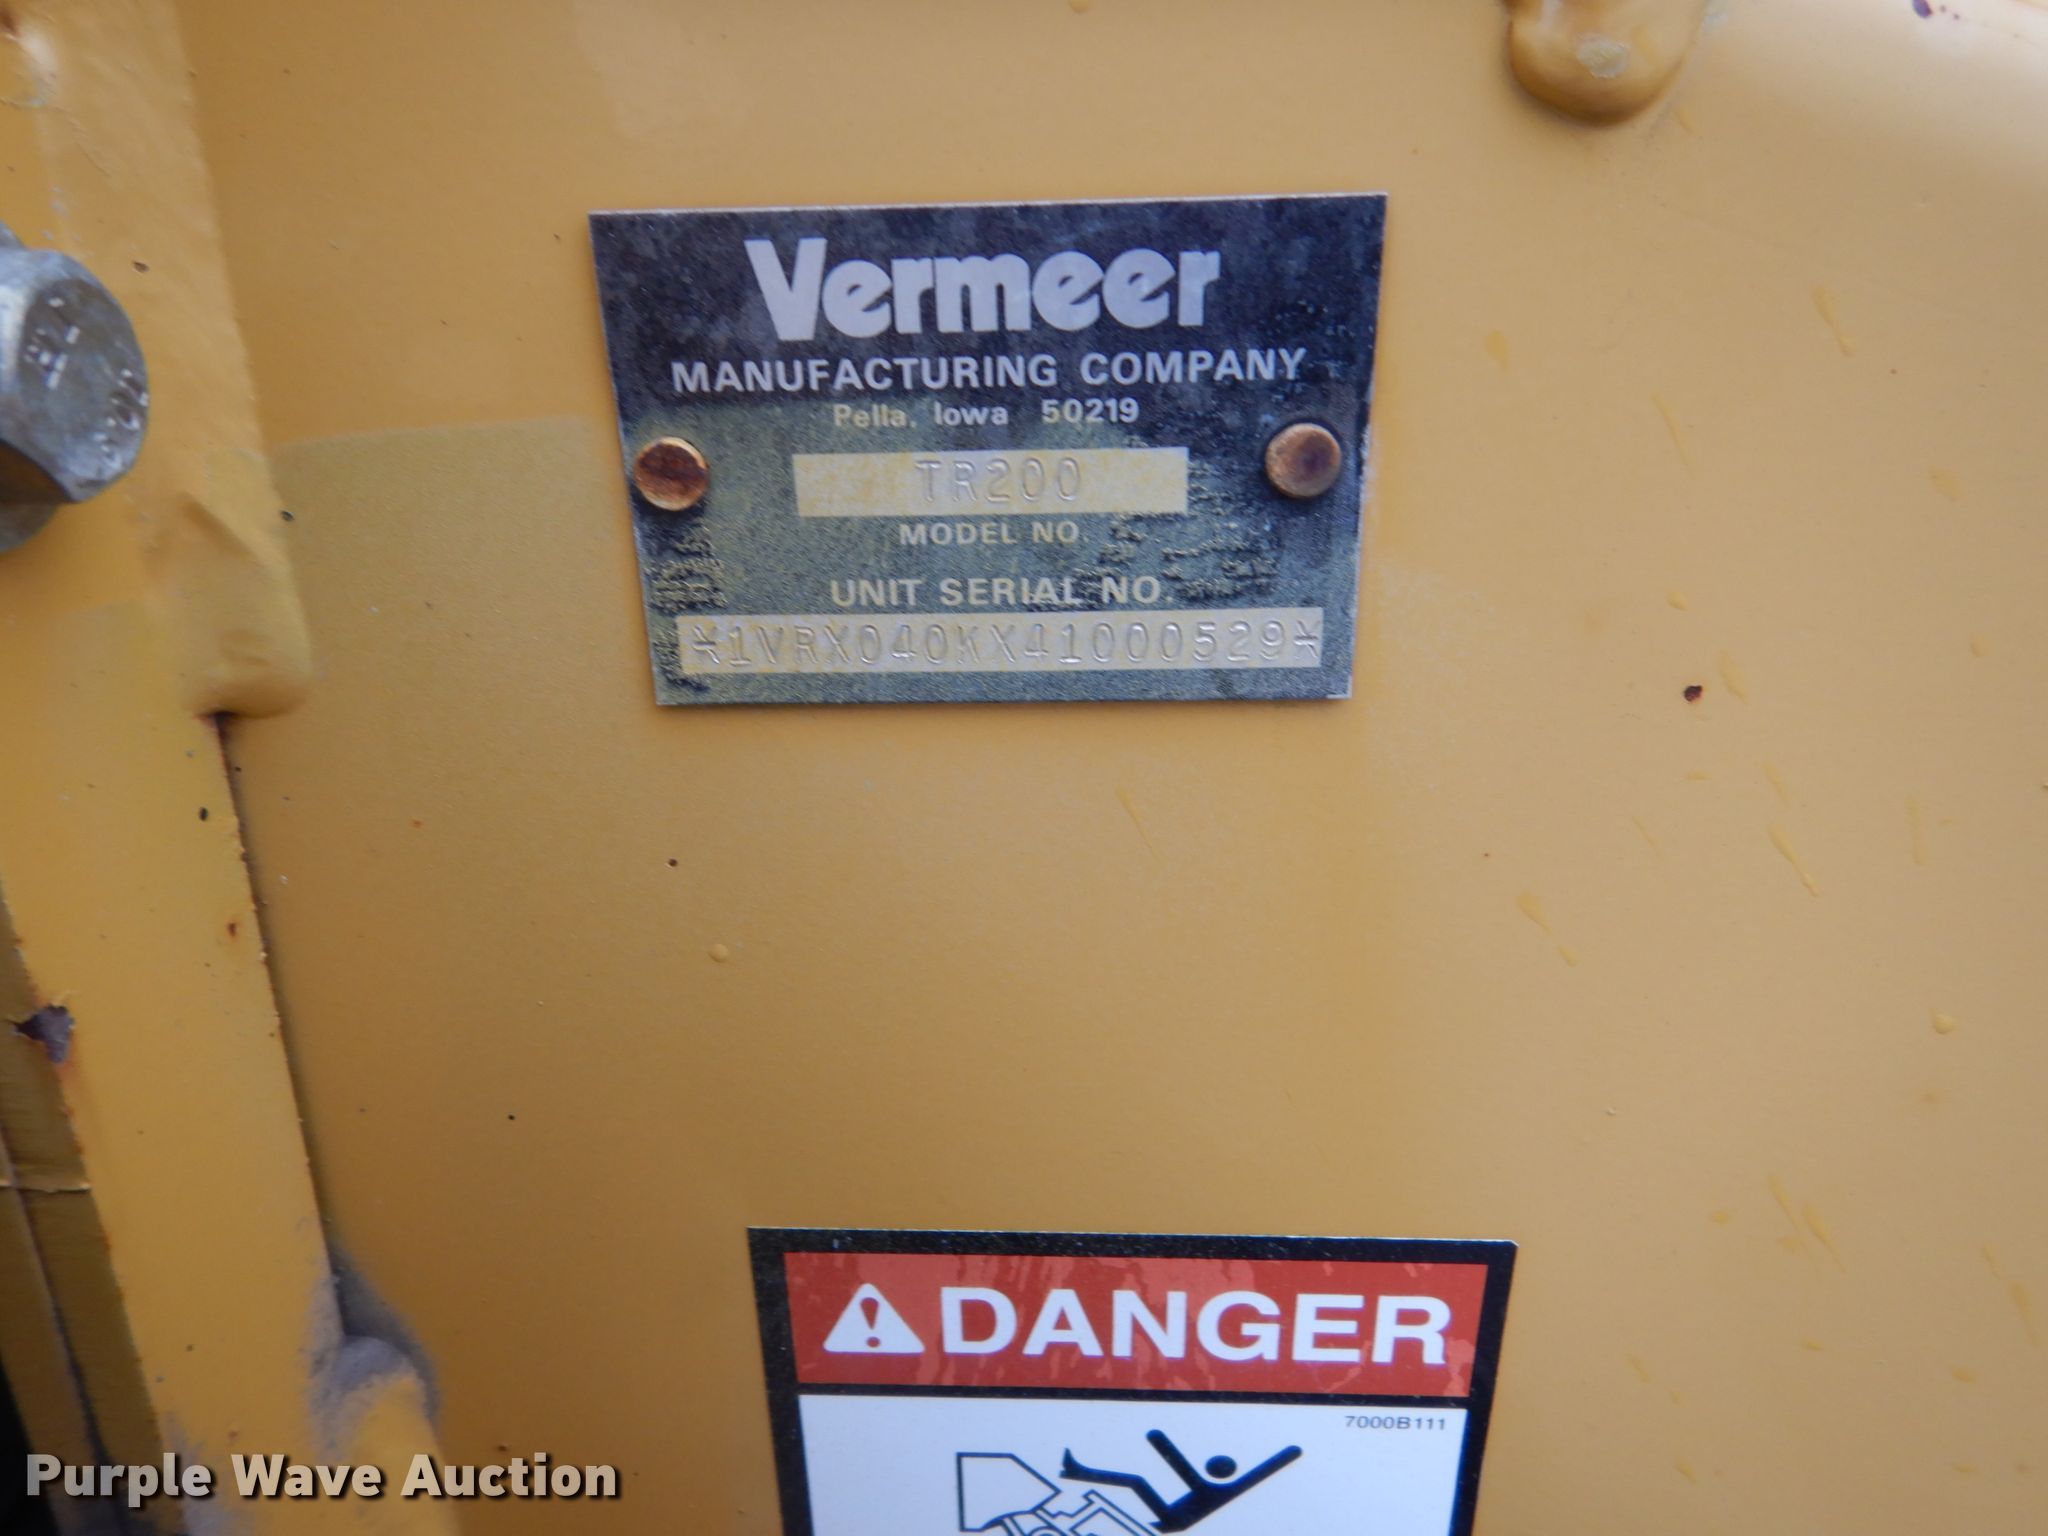 Vermeer
MANUFACTURING COMPANY
Pella, Iowa 50219
TR200
MODEL NO.
UNIT SERIAL NO.
*1VRX040KX41000529*
DANGER
7000B111
Purple Wave Auction